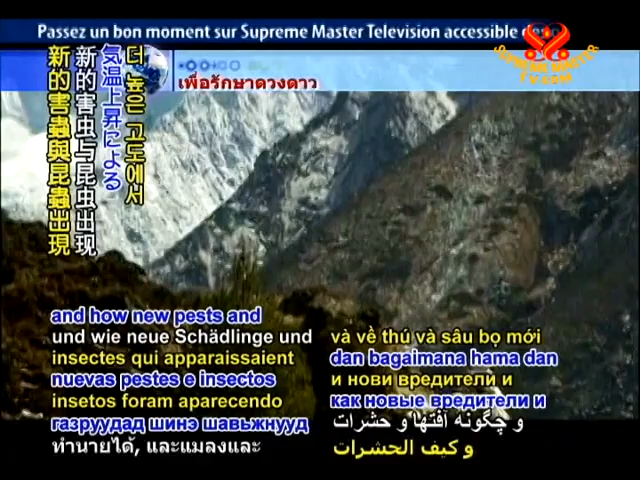 Passez un bon moment sur Supreme Master Television accessible
SUPREME MASTER
TV.COM
เพื่อรักษาดวงดาว
新的害蟲與昆蟲出現
新的害虫与昆虫出现
気温上昇による
더 높은 고도에서
and how new pests and
und wie neue Schädlinge und
insectes qui apparaissaient
nuevas pestes e insectos
insetos foram aparecendo
газруудад шинэ шавьжнууд
ทำนายได้, และแมลงและ
và về thú và sâu bọ mới
dan bagaimana hama dan
и нови вредители и
как новые вредители и
و چگونه آفتها و حشرات
و كيف الحشرات